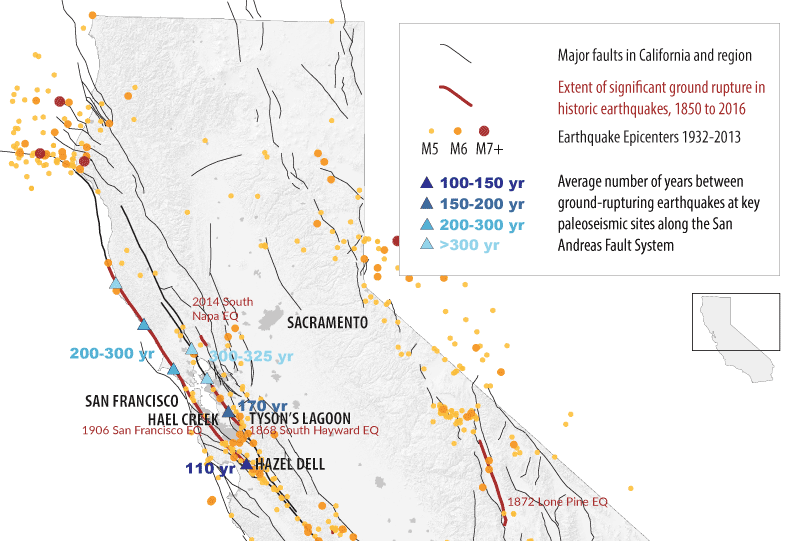 Major faults in California and region
Extent of significant ground rupture in
historic earthquakes, 1850 to 2016
Earthquake Epicenters 1932-2013
M5 M6 M7+
100-150 yr
150-200 yr
200-300 yr
>300 yr
Average number of years between
ground-rupturing earthquakes at key
paleoseismic sites along the San
Andreas Fault System
2014 South
Napa EQ
SACRAMENTO
200-300 yr
300-325 yr
SAN FRANCISCO
170 yr
HAEL CREEK
TYSON'S LAGOON
1906 San Francisco EQ
1868 South Hayward EQ
110 yr
HAZEL DELL
1872 Lone Pine EQ